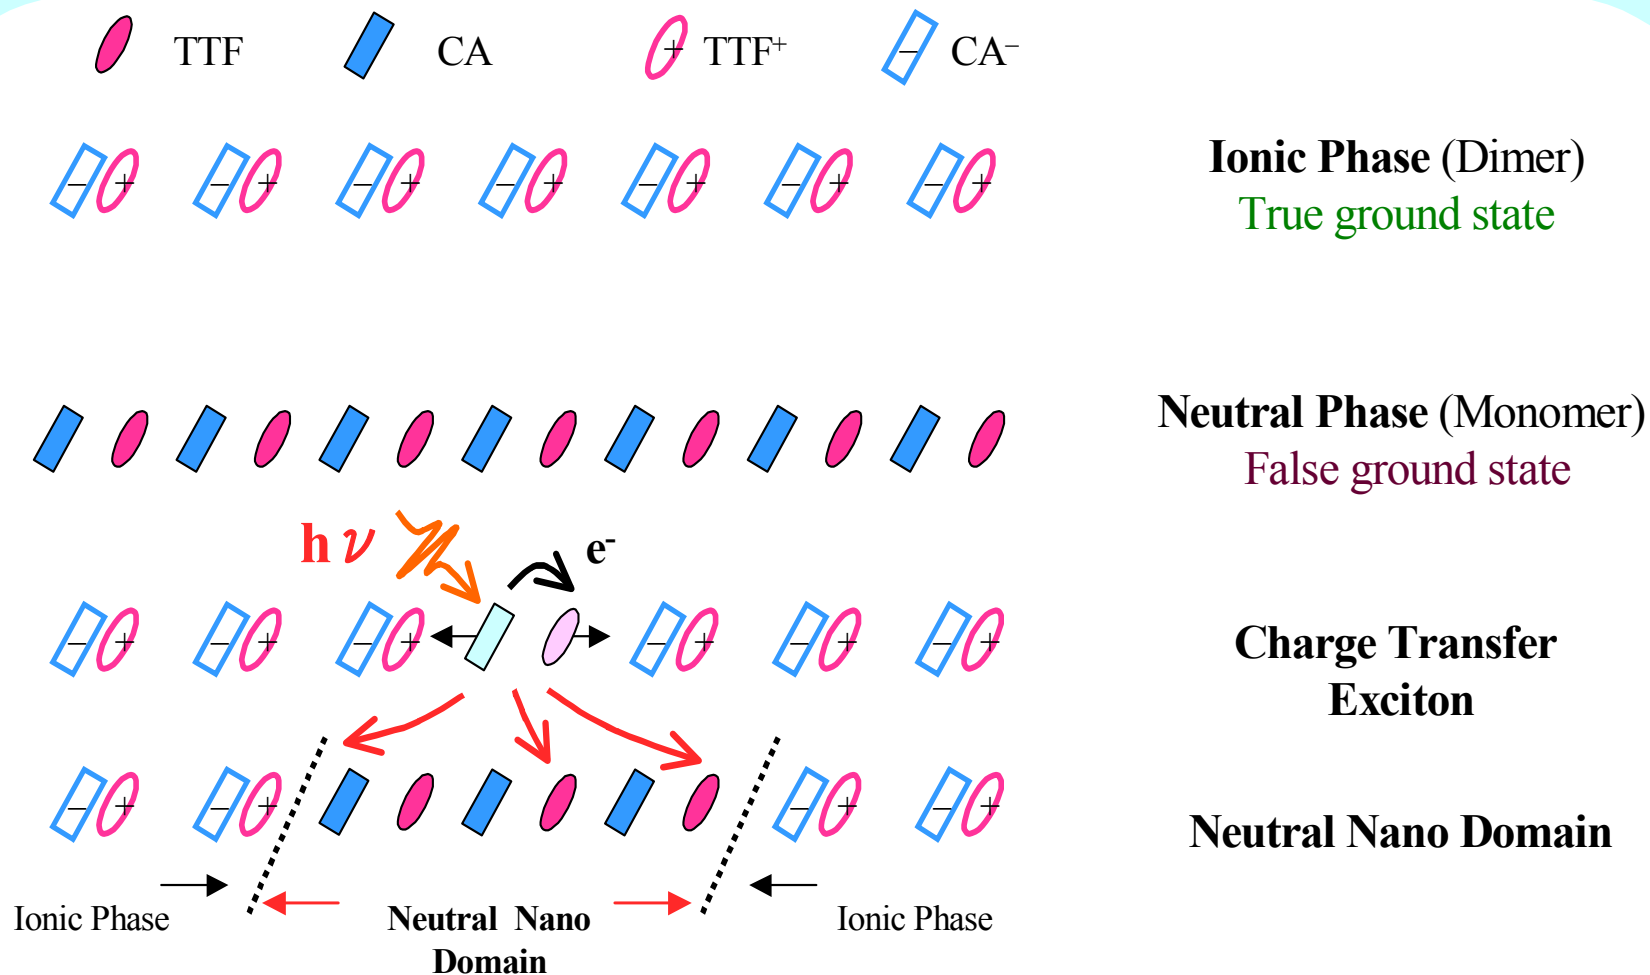 TTF CA TTF⁺ CA⁻
− + − + − + − + − + − + − +
Ionic Phase (Dimer)
True ground state
Neutral Phase (Monomer)
False ground state
hν e⁻
− + − + − + − + − + − +
Charge Transfer
Exciton
− + − + − + − +
Neutral Nano Domain
Ionic Phase Neutral Nano Ionic Phase
Domain